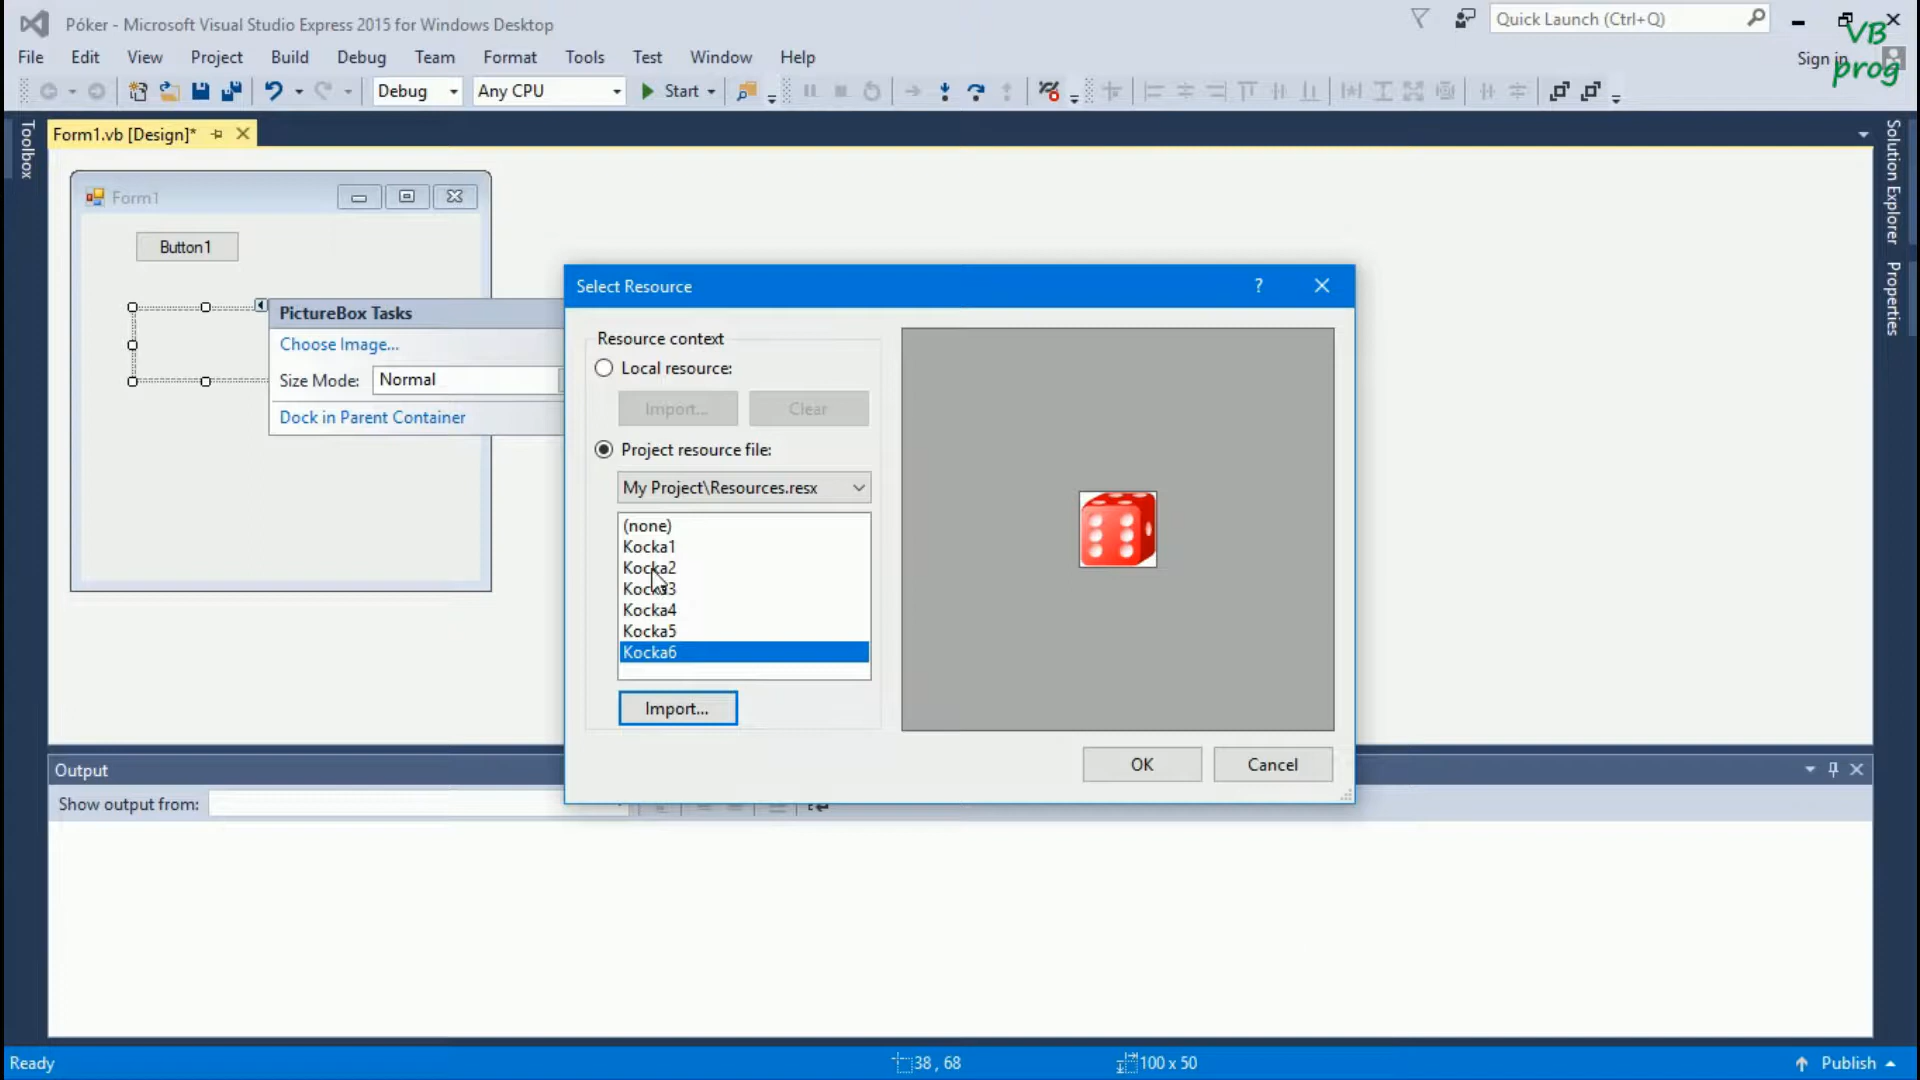 Póker - Microsoft Visual Studio Express 2015 for Windows Desktop
Quick Launch (Ctrl+Q)
VB
prog
File Edit View Project Build Debug Team Format Tools Test Window Help
Sign in
Debug Any CPU Start
Toolbox
Form1.vb [Design]*
Solution Explorer
Properties
Form1
Button1
PictureBox Tasks
Choose Image...
Size Mode: Normal
Dock in Parent Container
Select Resource
?
Resource context
Local resource:
Import... Clear
Project resource file:
My Project\Resources.resx
(none)
Kocka1
Kocka2
Kocka3
Kocka4
Kocka5
Kocka6
Import...
OK Cancel
Output
Show output from:
Ready
38 , 68
100 x 50
Publish